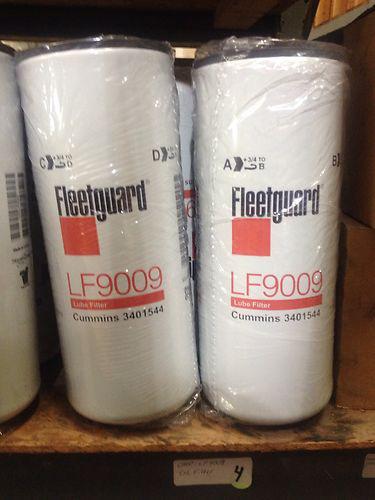 C +3/4 TO D
D
Fleetguard
LF9009
Lube Filter
Cummins 3401544
A +3/4 TO B
B
Fleetguard
LF9009
Lube Filter
Cummins 3401544
4